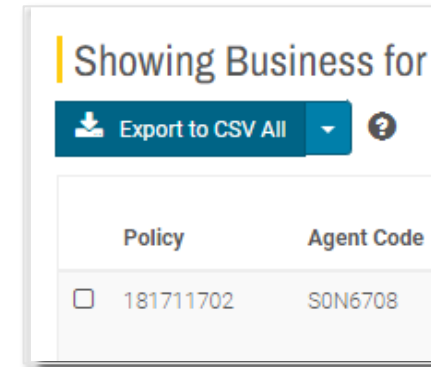 Showing Business for
Export to CSV All
Policy Agent Code
181711702 S0N6708